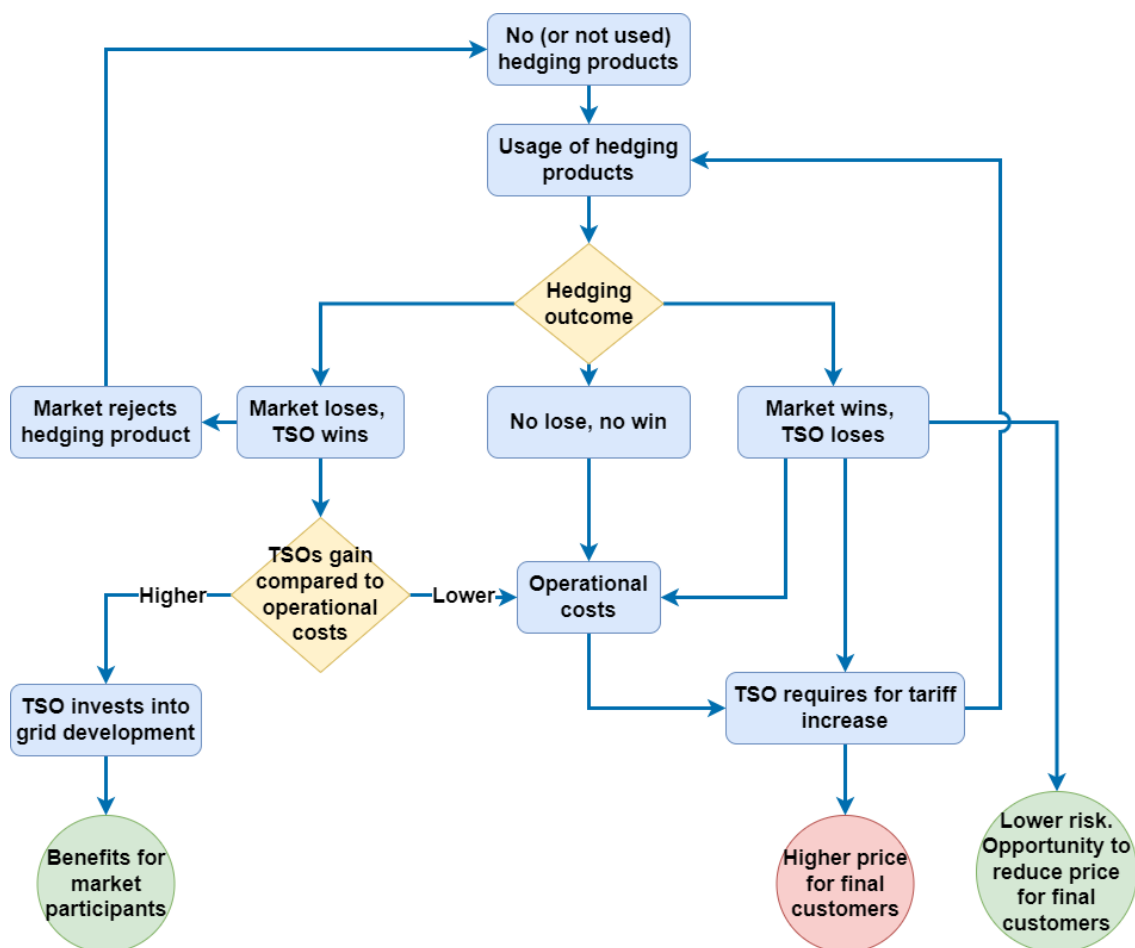 No (or not used)
hedging products
Usage of hedging
products
Hedging
outcome
Market rejects
hedging product
Market loses,
TSO wins
No lose, no win
Market wins,
TSO loses
TSOs gain
compared to
operational
costs
Higher
Lower
Operational
costs
TSO invests into
grid development
TSO requires for tariff
increase
Benefits for
market
participants
Higher price
for final
customers
Lower risk.
Opportunity to
reduce price
for final
customers